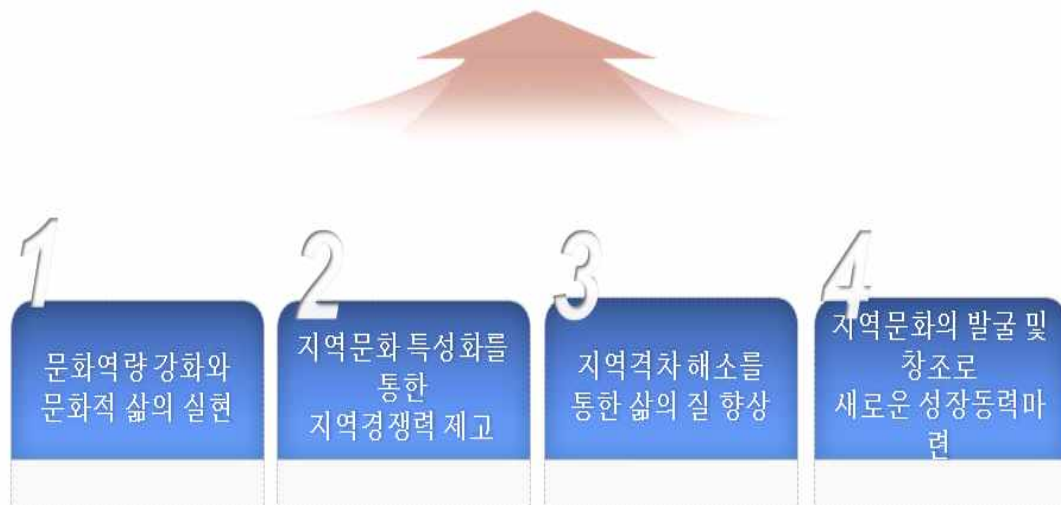 1
문화역량 강화와
문화적 삶의 실현
2
지역문화 특성화를
통한
지역경쟁력 제고
3
지역격차 해소를
통한 삶의 질 향상
4
지역문화의 발굴 및
창조로
새로운 성장동력마
련